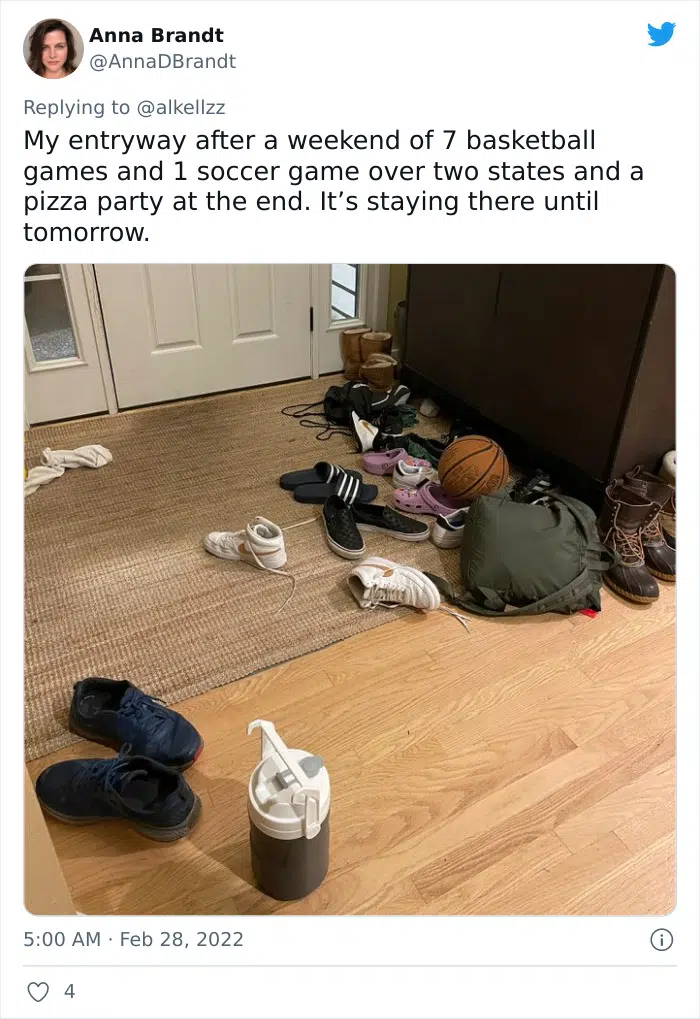 Anna Brandt
@AnnaDBrandt
Replying to @alkellzz
My entryway after a weekend of 7 basketball
games and 1 soccer game over two states and a
pizza party at the end. It’s staying there until
tomorrow.
5:00 AM · Feb 28, 2022
4